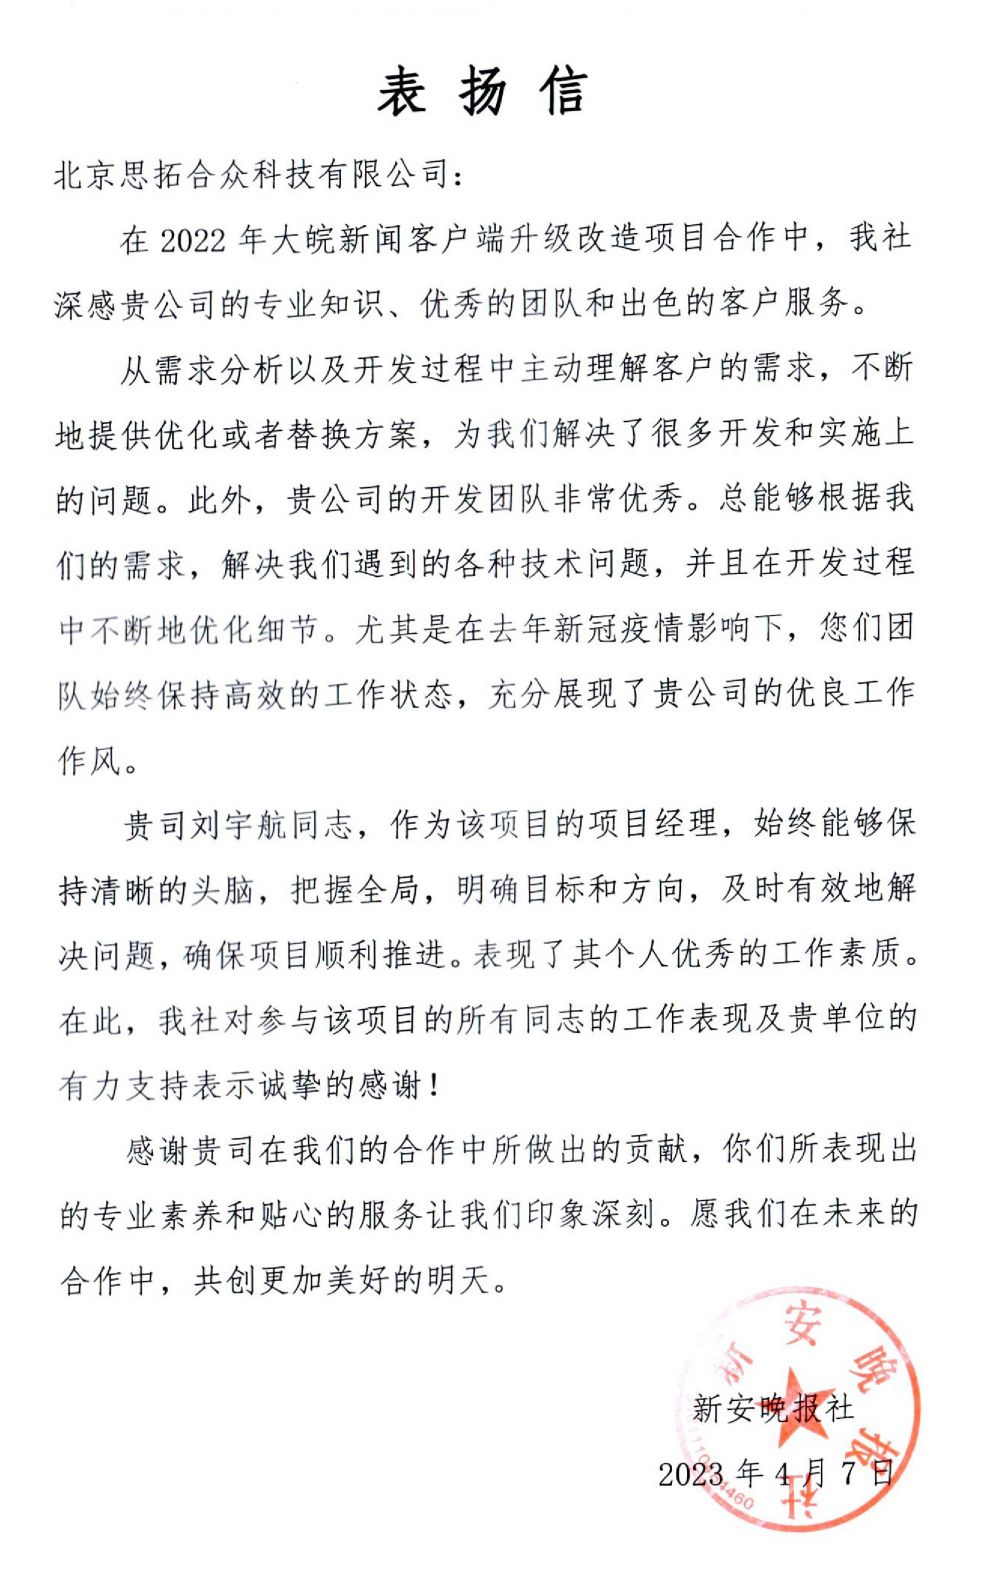 表扬信
北京思拓合众科技有限公司：
在 2022 年大皖新闻客户端升级改造项目合作中，我社
深感贵公司的专业知识、优秀的团队和出色的客户服务。
从需求分析以及开发过程中主动理解客户的需求，不断
地提供优化或者替换方案，为我们解决了很多开发和实施上
的问题。此外，贵公司的开发团队非常优秀。总能够根据我
们的需求，解决我们遇到的各种技术问题，并且在开发过程
中不断地优化细节。尤其是在去年新冠疫情影响下，您们团
队始终保持高效的工作状态，充分展现了贵公司的优良工作
作风。
贵司刘宇航同志，作为该项目的项目经理，始终能够保
持清晰的头脑，把握全局，明确目标和方向，及时有效地解
决问题，确保项目顺利推进。表现了其个人优秀的工作素质。
在此，我社对参与该项目的所有同志的工作表现及贵单位的
有力支持表示诚挚的感谢！
感谢贵司在我们的合作中所做出的贡献，你们所表现出
的专业素养和贴心的服务让我们印象深刻。愿我们在未来的
合作中，共创更加美好的明天。
新安晚报社
2023 年 4 月 7 日
新安晚报社